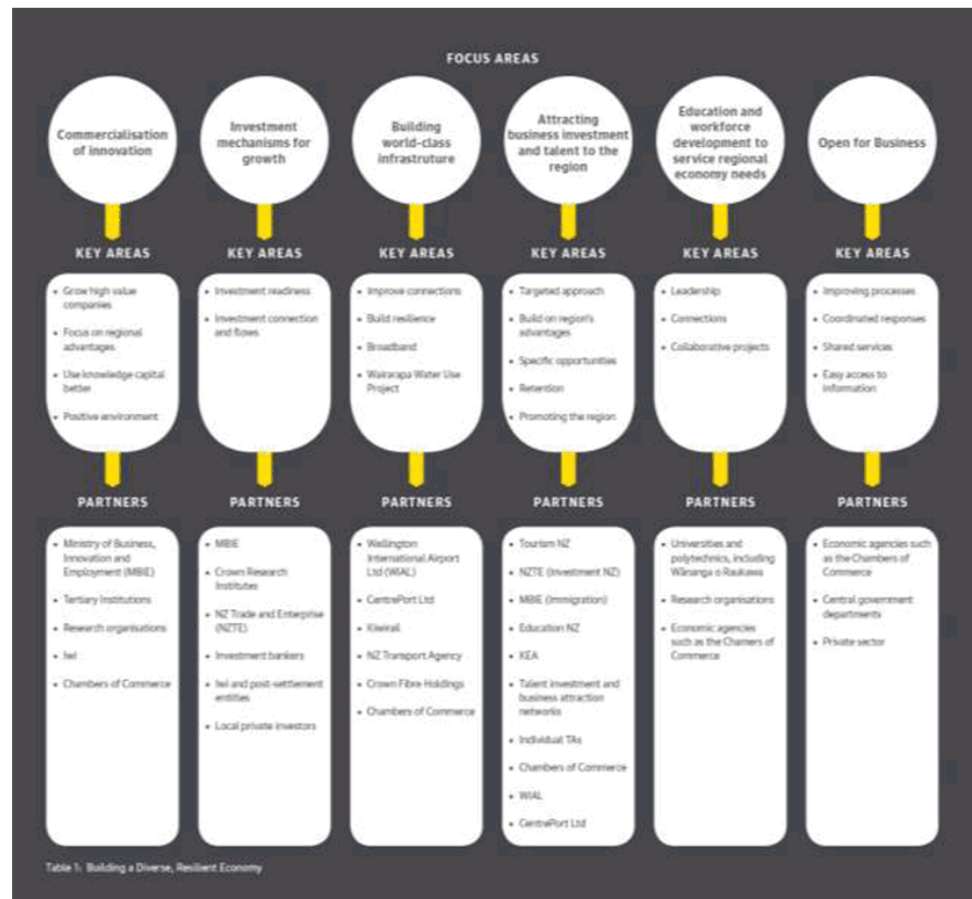 FOCUS AREAS
Commercialisation
of innovation
Investment
mechanisms for
growth
Building
world-class
infrastruture
Attracting
business investment
and talent to the
region
Education and
workforce
development to
service regional
economy needs
Open for Business
KEY AREAS
KEY AREAS
KEY AREAS
KEY AREAS
KEY AREAS
KEY AREAS
• Grow high value
companies
• Focus on regional
advantages
• Use knowledge capital
better
• Positive environment
• Investment readiness
• Investment connection
and flows
• Improve connections
• Build resilience
• Broadband
• Wairarapa Water Use
Project
• Targeted approach
• Build on region's
advantages
• Specific opportunities
• Retention
• Promoting the region
• Leadership
• Connections
• Collaborative projects
• Improving processes
• Coordinated responses
• Shared services
• Easy access to
information
PARTNERS
PARTNERS
PARTNERS
PARTNERS
PARTNERS
PARTNERS
• Ministry of Business,
Innovation and
Employment (MBIE)
• Tertiary Institutions
• Research organisations
• Iwi
• Chambers of Commerce
• MBIE
• Crown Research
Institutes
• NZ Trade and Enterprise
(NZTE)
• Investment bankers
• Iwi and post-settlement
entities
• Local private investors
• Wellington
International Airport
Ltd (WIAL)
• CentrePort Ltd
• Kiwirail
• NZ Transport Agency
• Crown Fibre Holdings
• Chambers of Commerce
• Tourism NZ
• NZTE (Investment NZ)
• MBIE (Immigration)
• Education NZ
• KEA
• Talent investment and
business attraction
networks
• Individual TAs
• Chambers of Commerce
• WIAL
• CentrePort Ltd
• Universities and
polytechnics, including
Wānanga o Raukawa
• Research organisations
• Economic agencies
such as the Chamers of
Commerce
• Economic agencies such
as the Chambers of
Commerce
• Central government
departments
• Private sector
Table 1: Building a Diverse, Resilient Economy